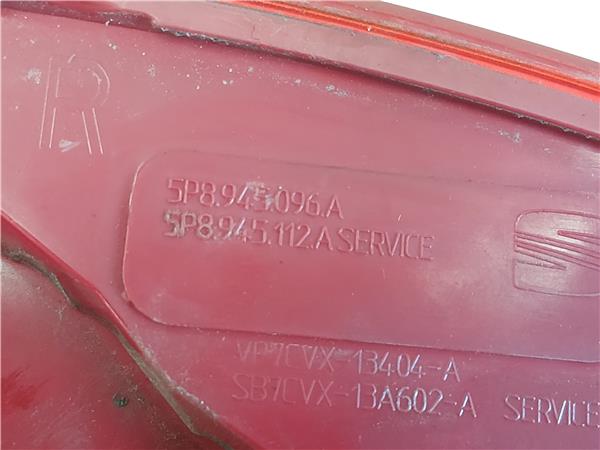 R
5P8.945.096.A
5P8.945.112.A SERVICE
VP7CVX-13404-A
SB7CVX-13A602-A SERVICE